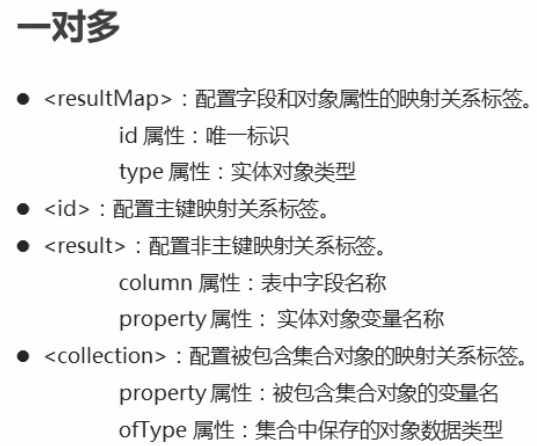 一对多
● <resultMap>：配置字段和对象属性的映射关系标签。
id 属性：唯一标识
type 属性：实体对象类型
● <id>：配置主键映射关系标签。
● <result>：配置非主键映射关系标签。
column 属性：表中字段名称
property 属性： 实体对象变量名称
● <collection>：配置被包含集合对象的映射关系标签。
property 属性：被包含集合对象的变量名
ofType 属性：集合中保存的对象数据类型